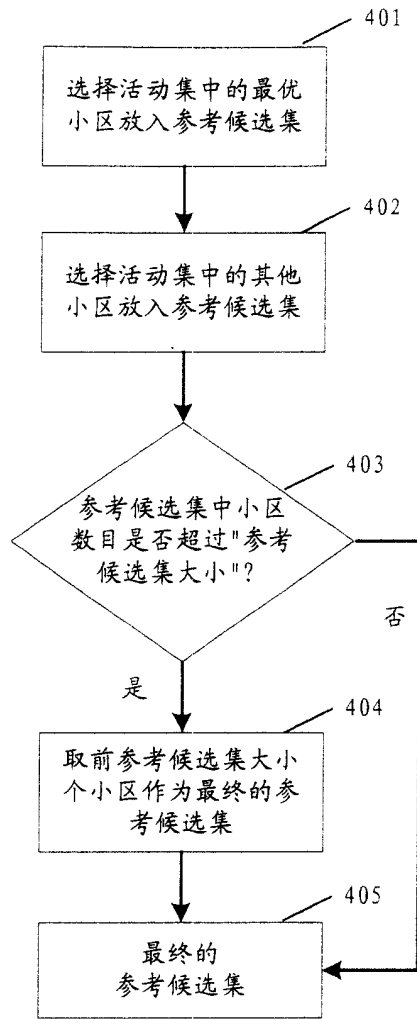 401
选择活动集中的最优
小区放入参考候选集
402
选择活动集中的其他
小区放入参考候选集
403
参考候选集中小区
数目是否超过"参考
候选集大小"?
否
是
404
取前参考候选集大小
个小区作为最终的参
考候选集
405
最终的
参考候选集